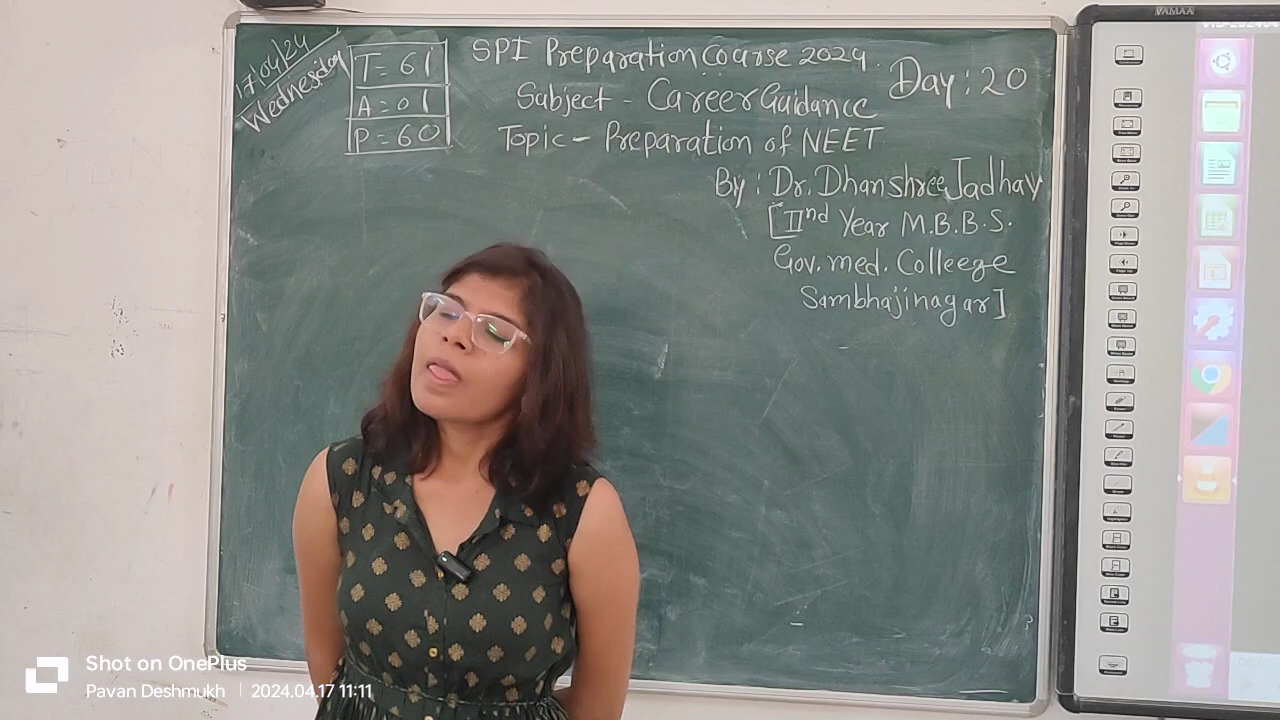 17/04/24
Wednesday
T = 61
A = 01
P = 60
SPI Preparation Course 2024.
Day : 20
Subject - Career Guidance
Topic - Preparation of NEET
By : Dr. Dhanshree Jadhav
[IInd Year M.B.B.S.
Gov. med. Colleege
Sambhajinagar]
YAMAA
Shot on OnePlus
Pavan Deshmukh | 2024.04.17 11:11